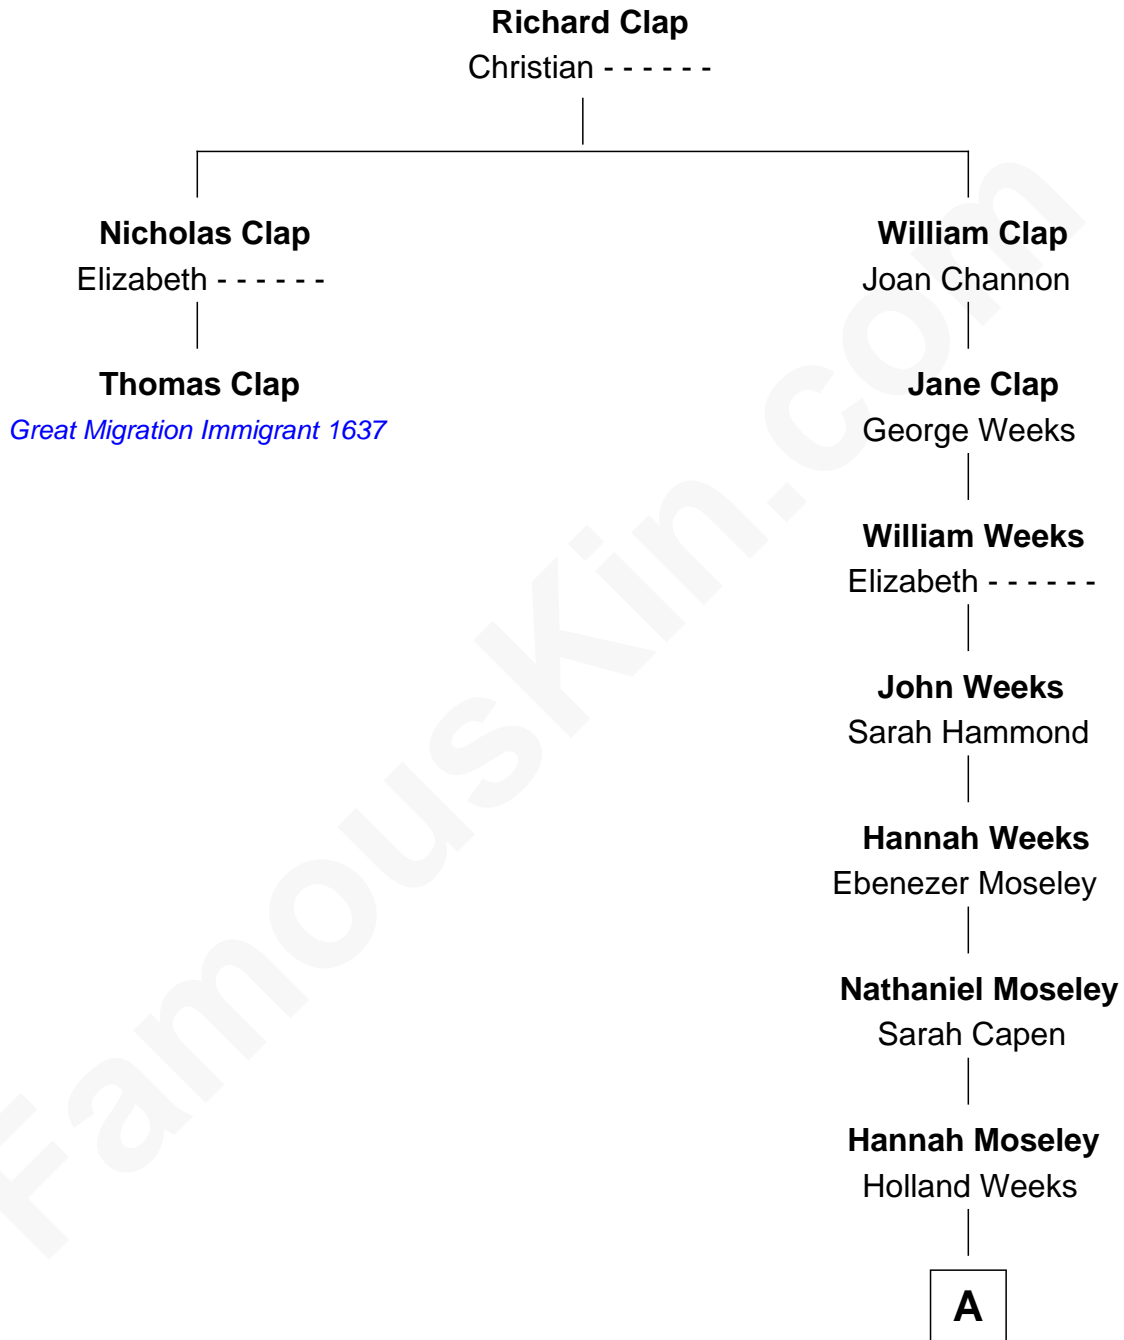 Richard Clap
Christian - - - - - -
Nicholas Clap
Elizabeth - - - - - -
Thomas Clap
Great Migration Immigrant 1637
William Clap
Joan Channon
Jane Clap
George Weeks
William Weeks
Elizabeth - - - - - -
John Weeks
Sarah Hammond
Hannah Weeks
Ebenezer Moseley
Nathaniel Moseley
Sarah Capen
Hannah Moseley
Holland Weeks
A
FamousKin.com